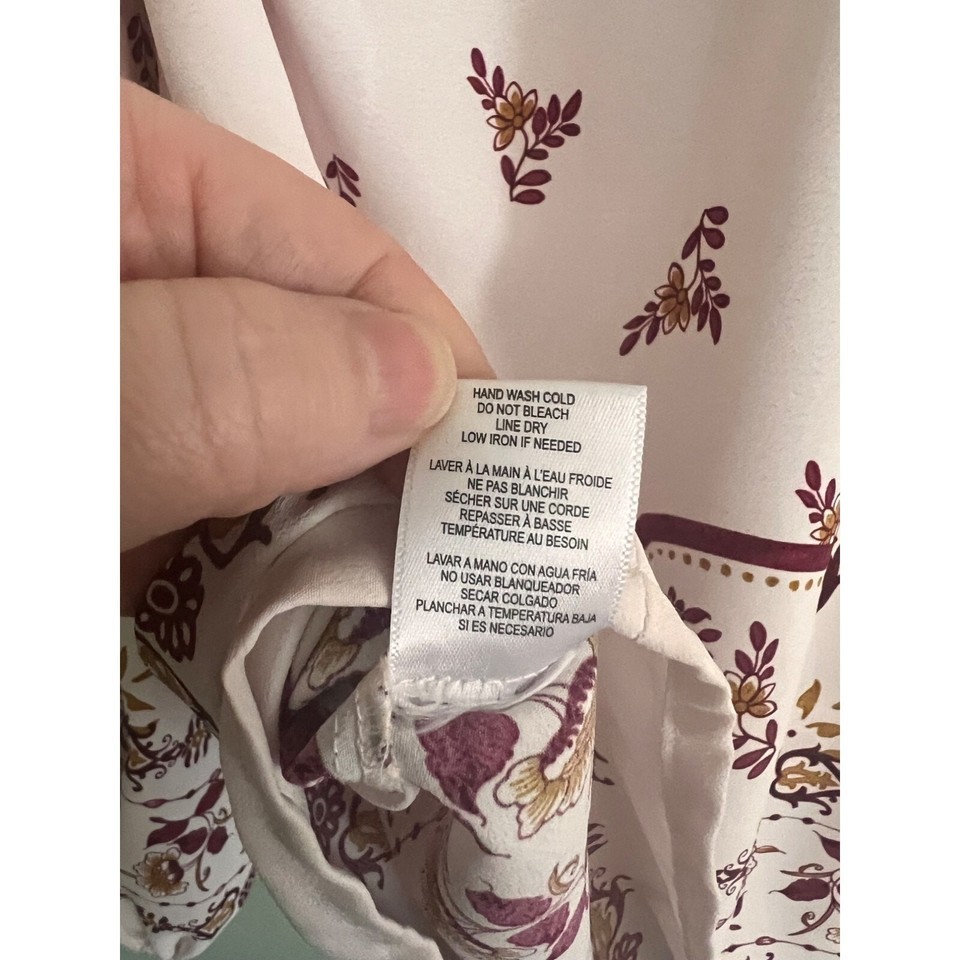 HAND WASH COLD
DO NOT BLEACH
LINE DRY
LOW IRON IF NEEDED
LAVER À LA MAIN À L'EAU FROIDE
NE PAS BLANCHIR
SÉCHER SUR UNE CORDE
REPASSER À BASSE
TEMPÉRATURE AU BESOIN
LAVAR A MANO CON AGUA FRÍA
NO USAR BLANQUEADOR
SECAR COLGADO
PLANCHAR A TEMPERATURA BAJA
SI ES NECESARIO